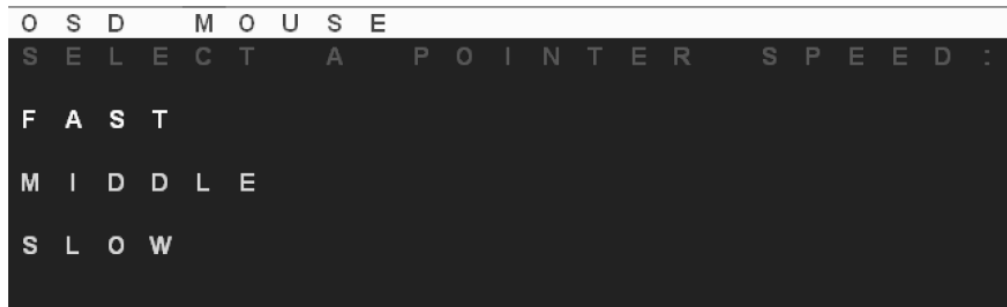 OSD MOUSE
SELECT A POINTER SPEED:
FAST
MIDDLE
SLOW